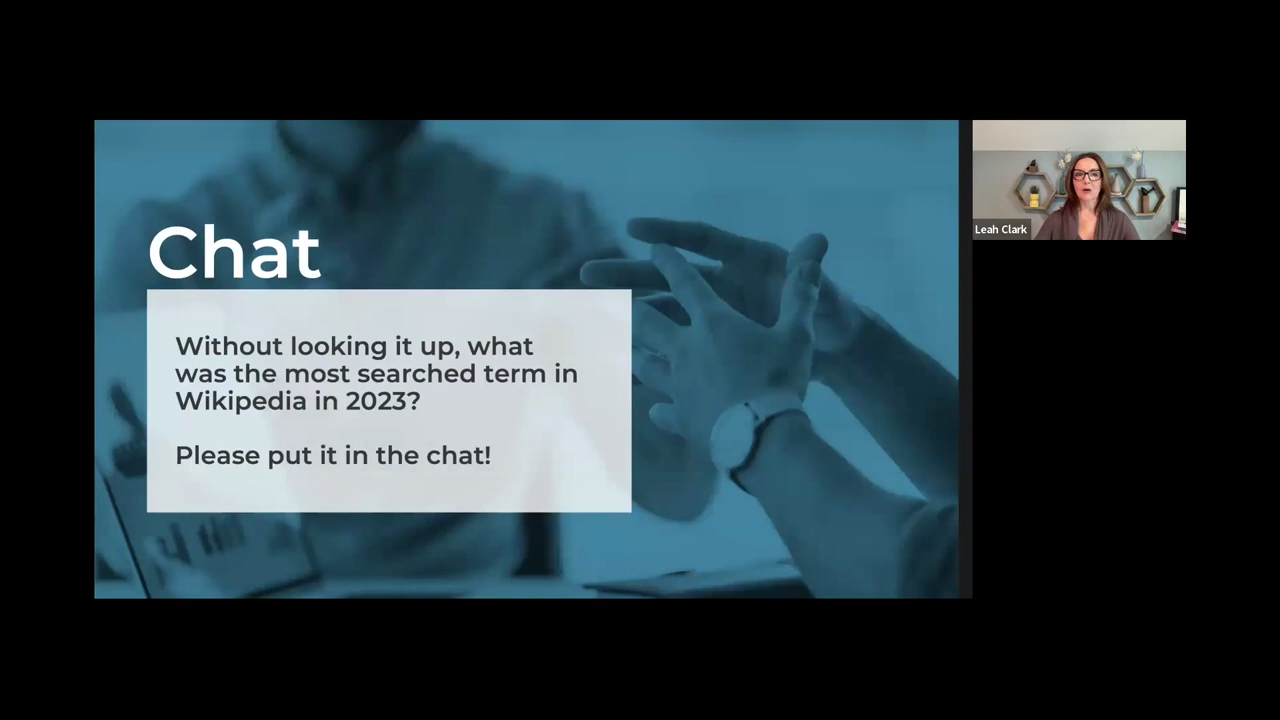 Chat
Without looking it up, what
was the most searched term in
Wikipedia in 2023?
Please put it in the chat!
Leah Clark